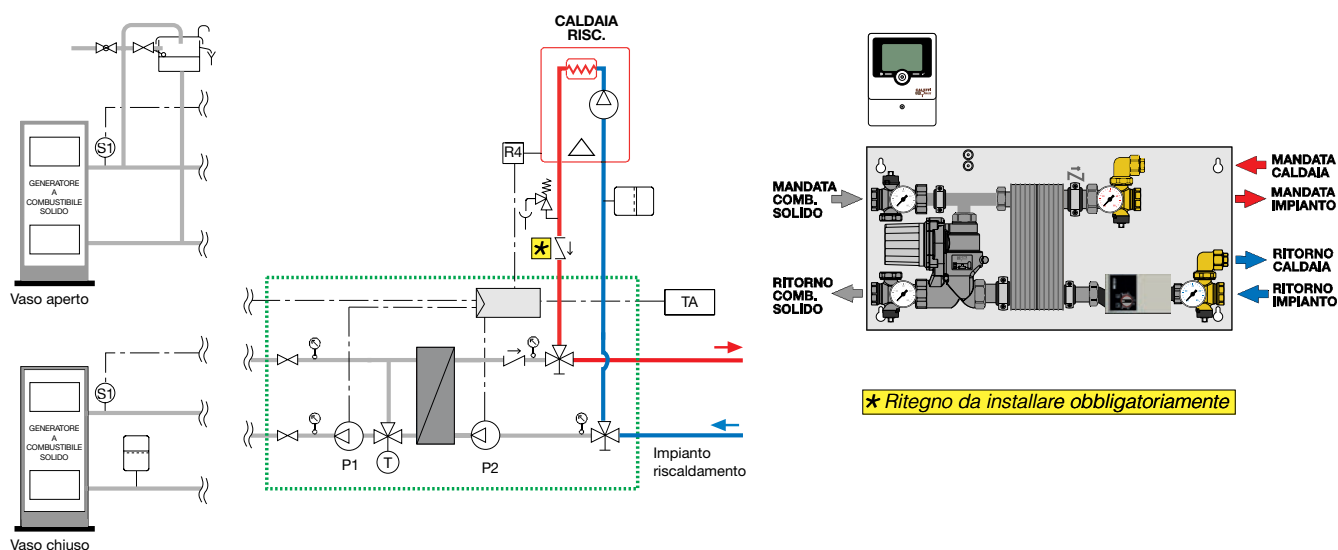 CALDAIA
RISC.
R4
S1
GENERATORE
A
COMBUSTIBILE
SOLIDO
Vaso aperto
TA
P1
T
P2
Impianto
riscaldamento
S1
GENERATORE
A
COMBUSTIBILE
SOLIDO
Vaso chiuso
MANDATA
COMB.
SOLIDO
RITORNO
COMB.
SOLIDO
MANDATA
CALDAIA
MANDATA
IMPIANTO
RITORNO
CALDAIA
RITORNO
IMPIANTO
* Ritegno da installare obbligatoriamente